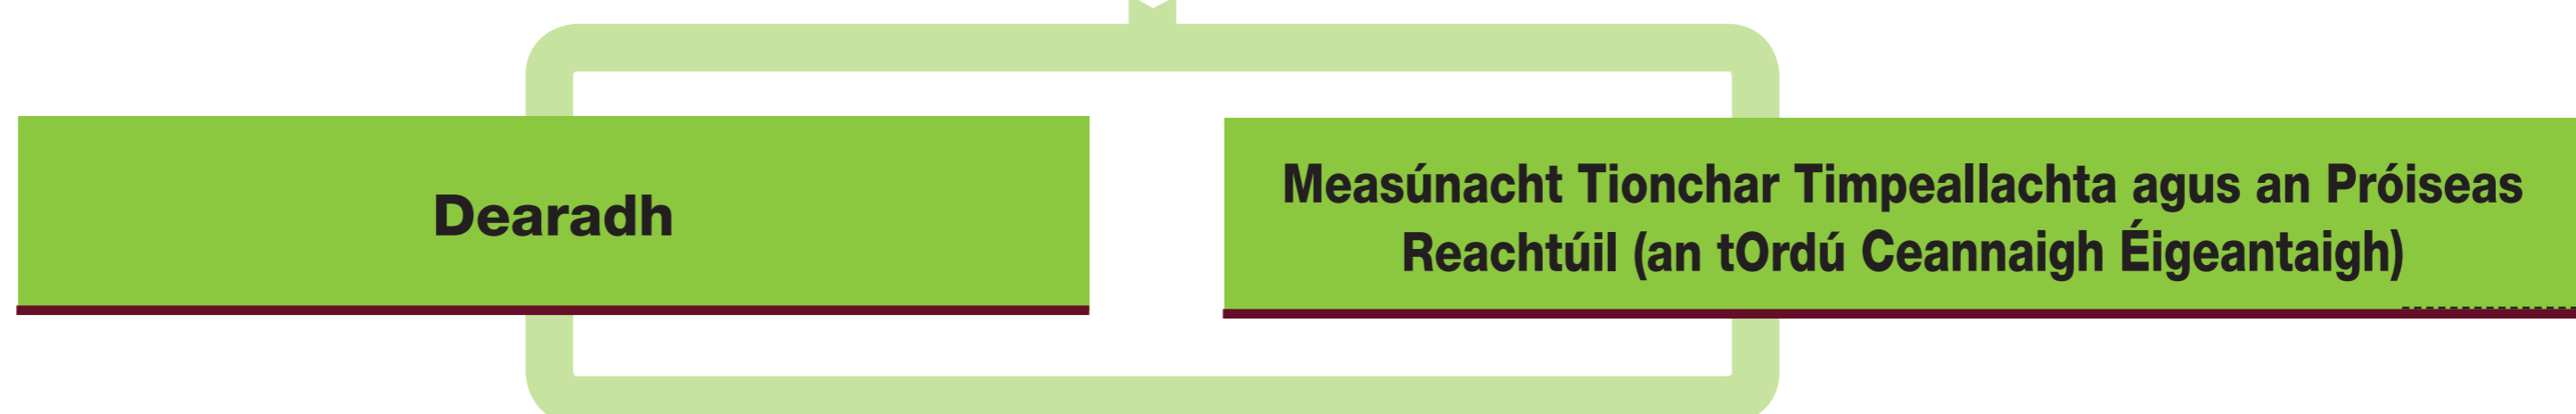 Dearadh
Measúnacht Tionchar Timpeallachta agus an Próiseas
Reachtúil (an tOrdú Ceannaigh Éigeantaigh)